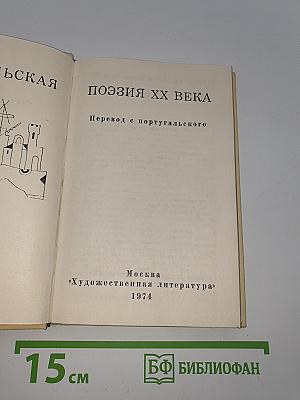 ЬСКАЯ
ПОЭЗИЯ XX ВЕКА
Перевод с португальского
Москва
«Художественная литература»
1974
15 см
БФ БИБЛИОФАН